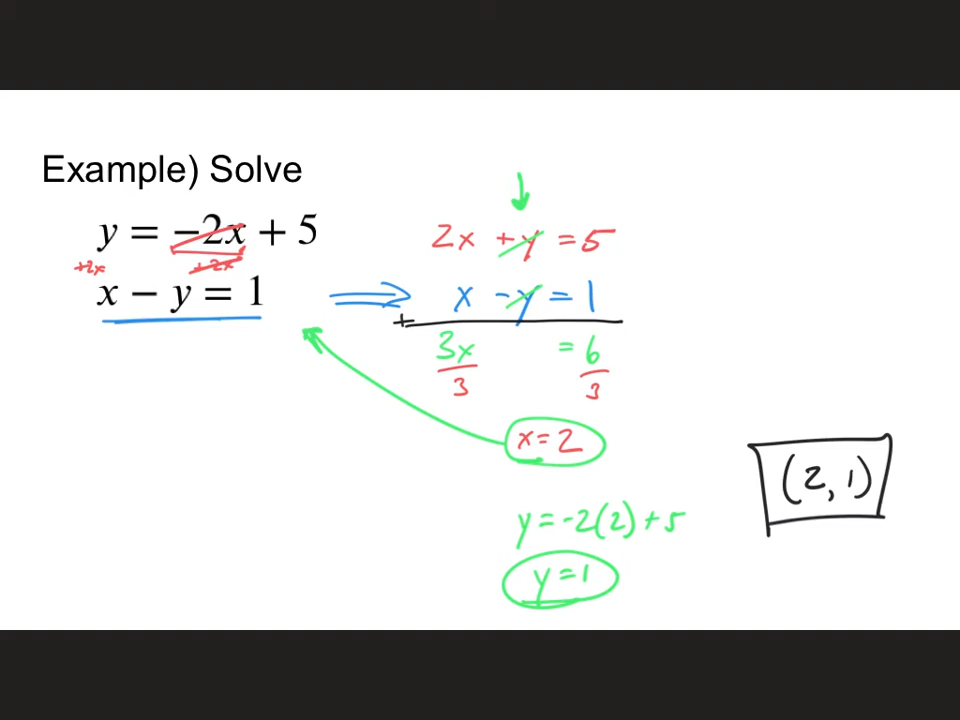 Example) Solve
y = −2x + 5
+2x +2x
x − y = 1
2x + y = 5
x − y = 1
+
3x = 6
3 3
x = 2
(2, 1)
y = -2(2) + 5
y = 1